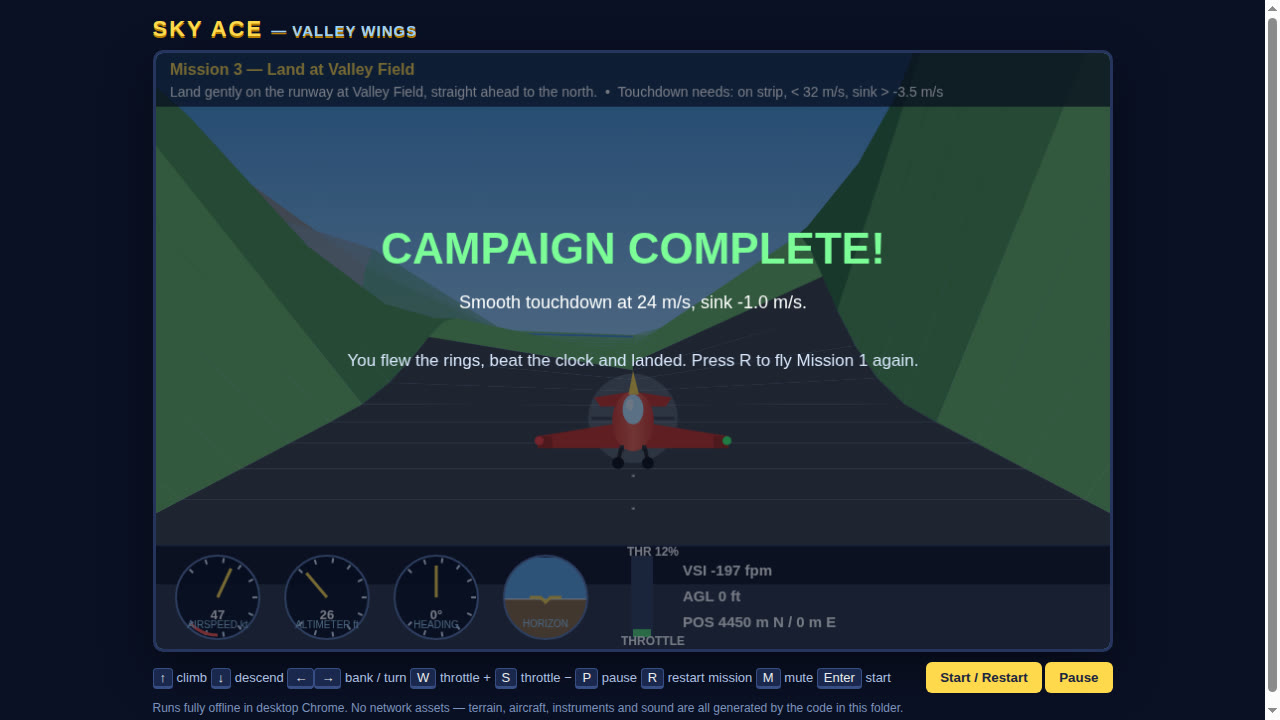 SKY ACE — VALLEY WINGS
Mission 3 — Land at Valley Field
Land gently on the runway at Valley Field, straight ahead to the north. • Touchdown needs: on strip, < 32 m/s, sink > -3.5 m/s
CAMPAIGN COMPLETE!
Smooth touchdown at 24 m/s, sink -1.0 m/s.
You flew the rings, beat the clock and landed. Press R to fly Mission 1 again.
THR 12%
47
AIRSPEED kt
26
ALTIMETER ft
0°
HEADING
HORIZON
VSI -197 fpm
AGL 0 ft
POS 4450 m N / 0 m E
THROTTLE
↑ climb ↓ descend ← → bank / turn W throttle + S throttle − P pause R restart mission M mute Enter start
Start / Restart
Pause
Runs fully offline in desktop Chrome. No network assets — terrain, aircraft, instruments and sound are all generated by the code in this folder.